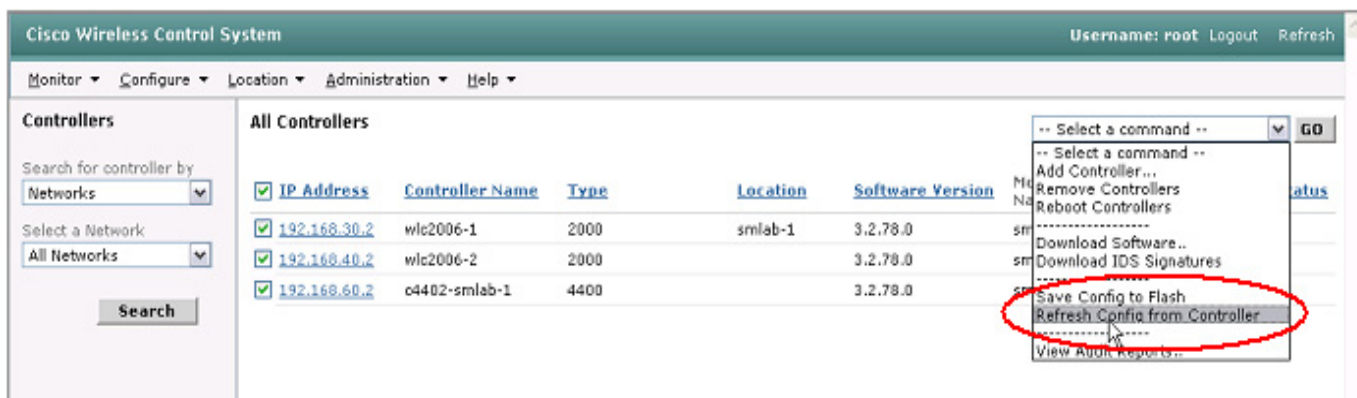 Cisco Wireless Control System
Username: root Logout Refresh
Monitor Configure Location Administration Help
Controllers
Search for controller by
Networks
Select a Network
All Networks
Search
All Controllers
-- Select a command -- GO
-- Select a command --
Add Controller...
Remove Controllers
Reboot Controllers
-------------------
Download Software..
Download IDS Signatures
-------------------
Save Config to Flash
Refresh Config from Controller
-------------------
View Audit Reports..
IP Address Controller Name Type Location Software Version
192.168.30.2 wlc2006-1 2000 smlab-1 3.2.78.0
192.168.40.2 wlc2006-2 2000 3.2.78.0
192.168.60.2 c4402-smlab-1 4400 3.2.78.0